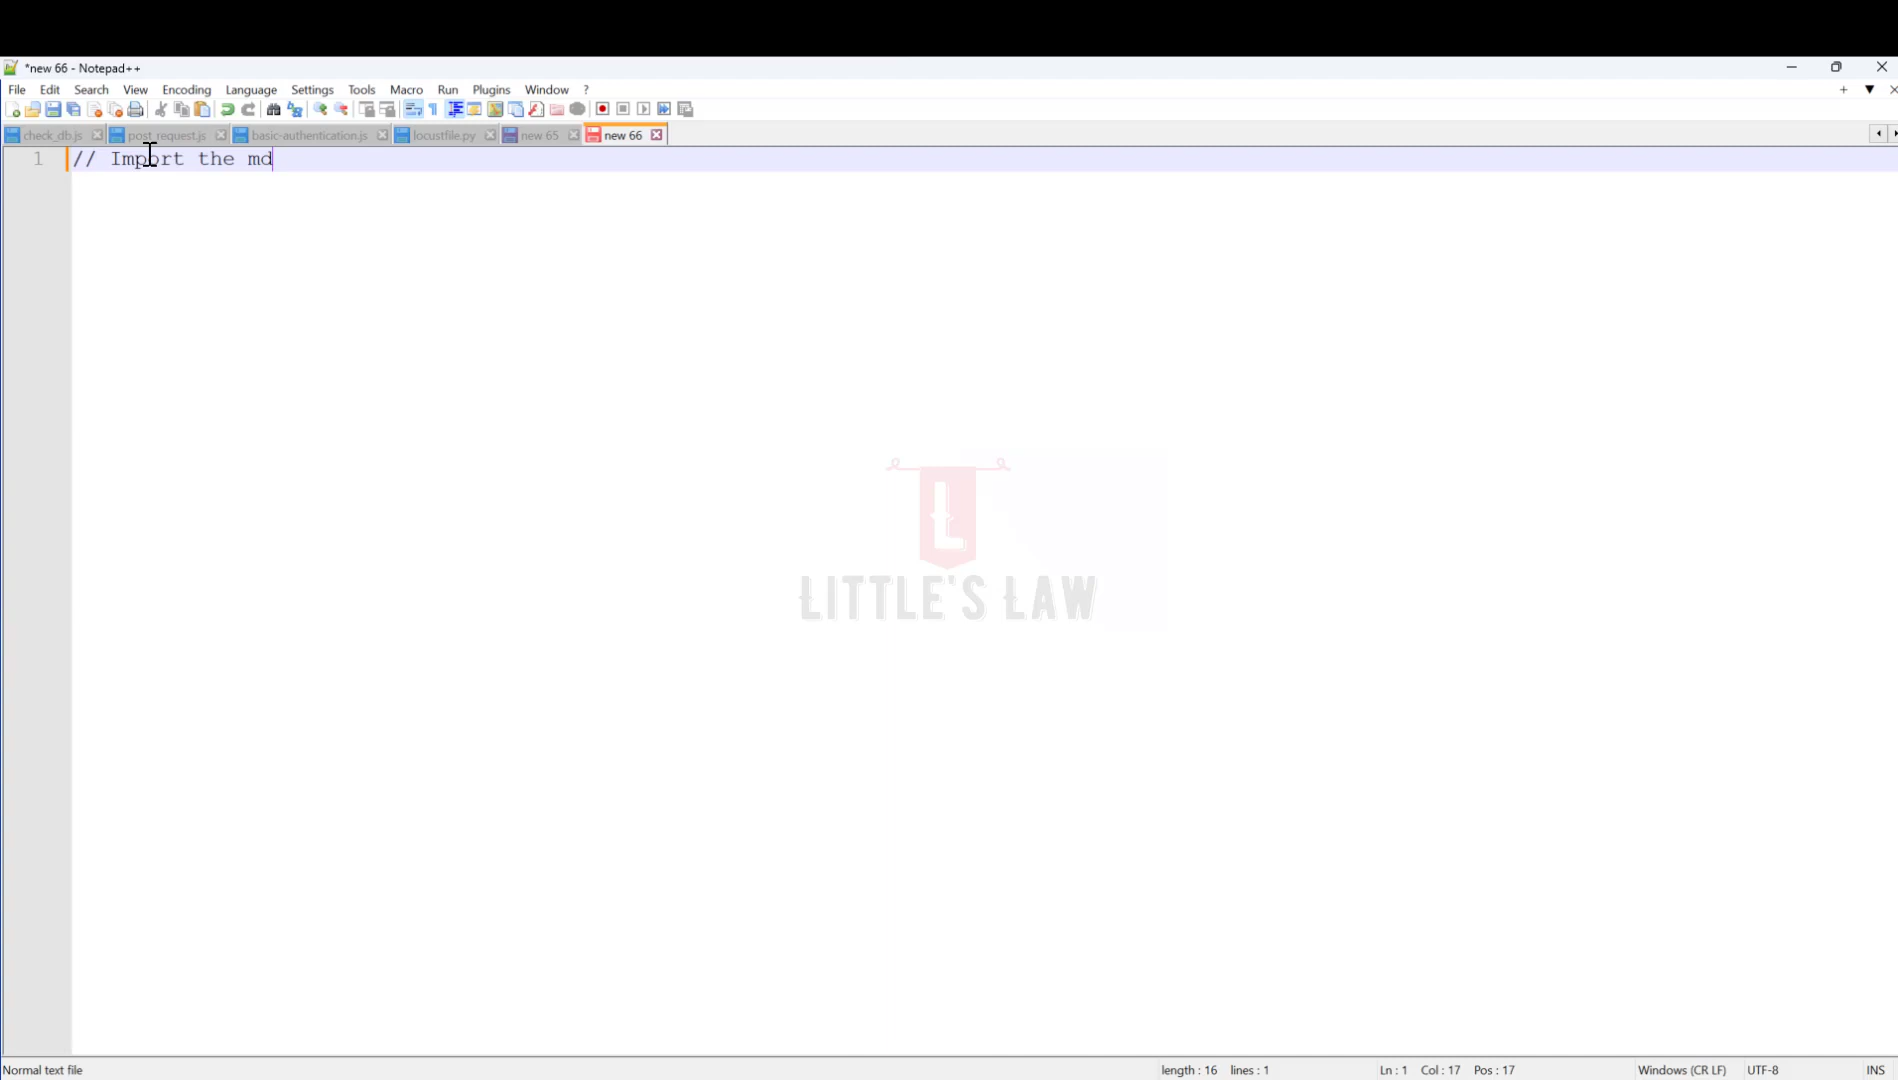 *new 66 - Notepad++
File Edit Search View Encoding Language Settings Tools Macro Run Plugins Window ?
check_db.js post_request.js basic-authentication.js locustfile.py new 65 new 66
1 // Import the md
L
LITTLE'S LAW
Normal text file length : 16 lines : 1 Ln : 1 Col : 17 Pos : 17 Windows (CR LF) UTF-8 INS